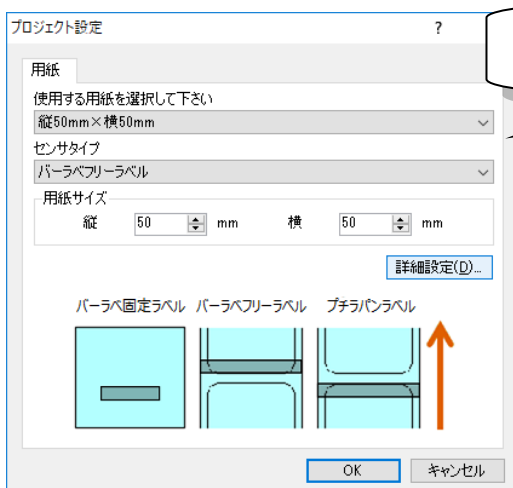 プロジェクト設定 ?
用紙
使用する用紙を選択して下さい
縦50mm×横50mm
センサタイプ
バーラベフリーラベル
用紙サイズ
縦 50 mm 横 50 mm
詳細設定(D)...
バーラベ固定ラベル バーラベフリーラベル プチラパンラベル
OK キャンセル